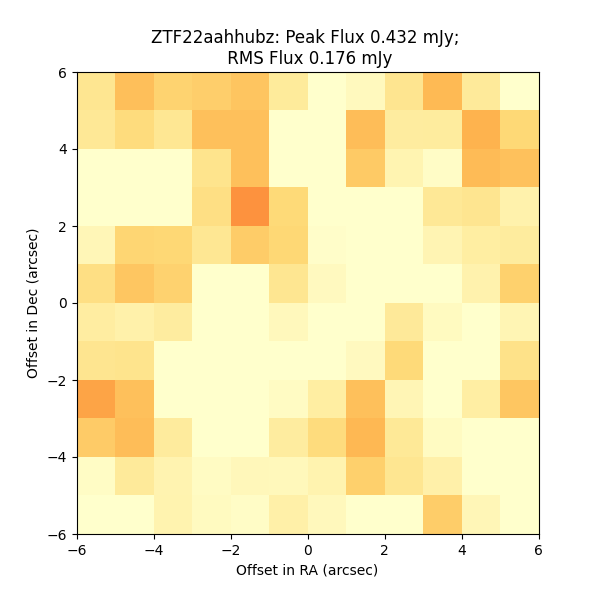 ZTF22aahhubz: Peak Flux 0.432 mJy;
RMS Flux 0.176 mJy
6
4
2
0
−2
−4
−6
Offset in Dec (arcsec)
−6 −4 −2 0 2 4 6
Offset in RA (arcsec)